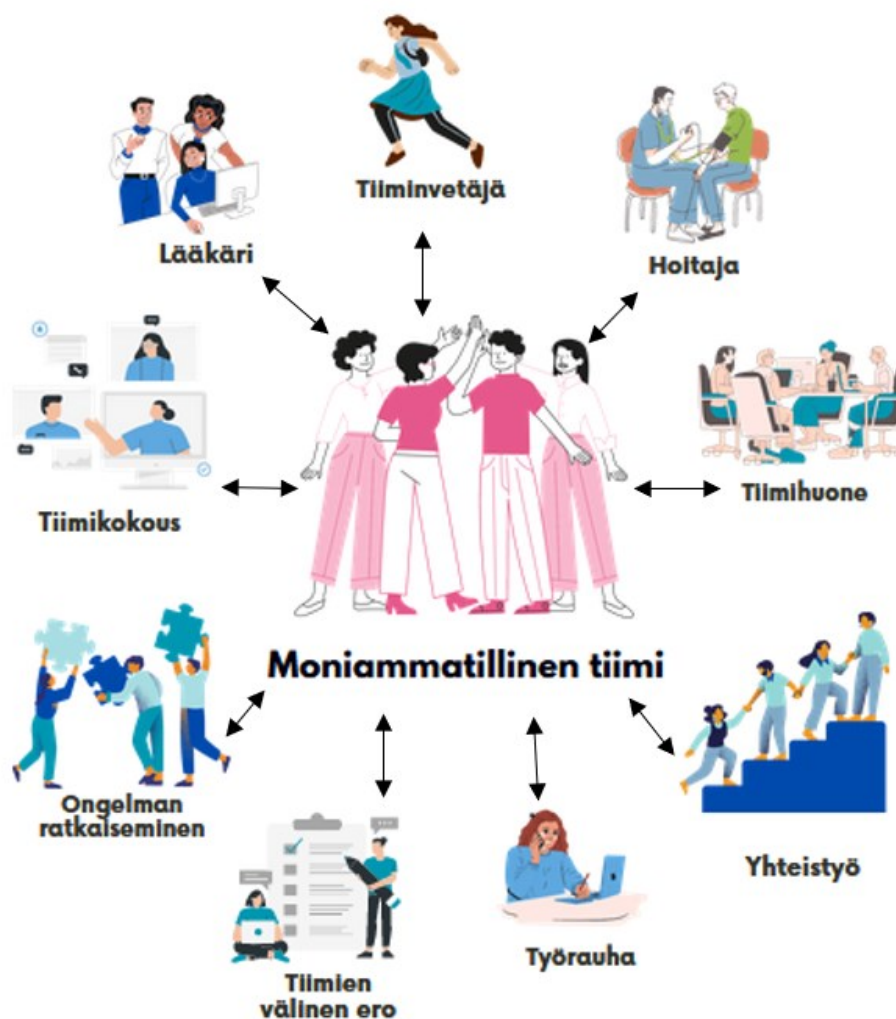 Tiiminvetäjä
Lääkäri
Hoitaja
Tiimikokous
Tiimihuone
Moniammatillinen tiimi
Ongelman
ratkaiseminen
Yhteistyö
Työrauha
Tiimien
välinen ero